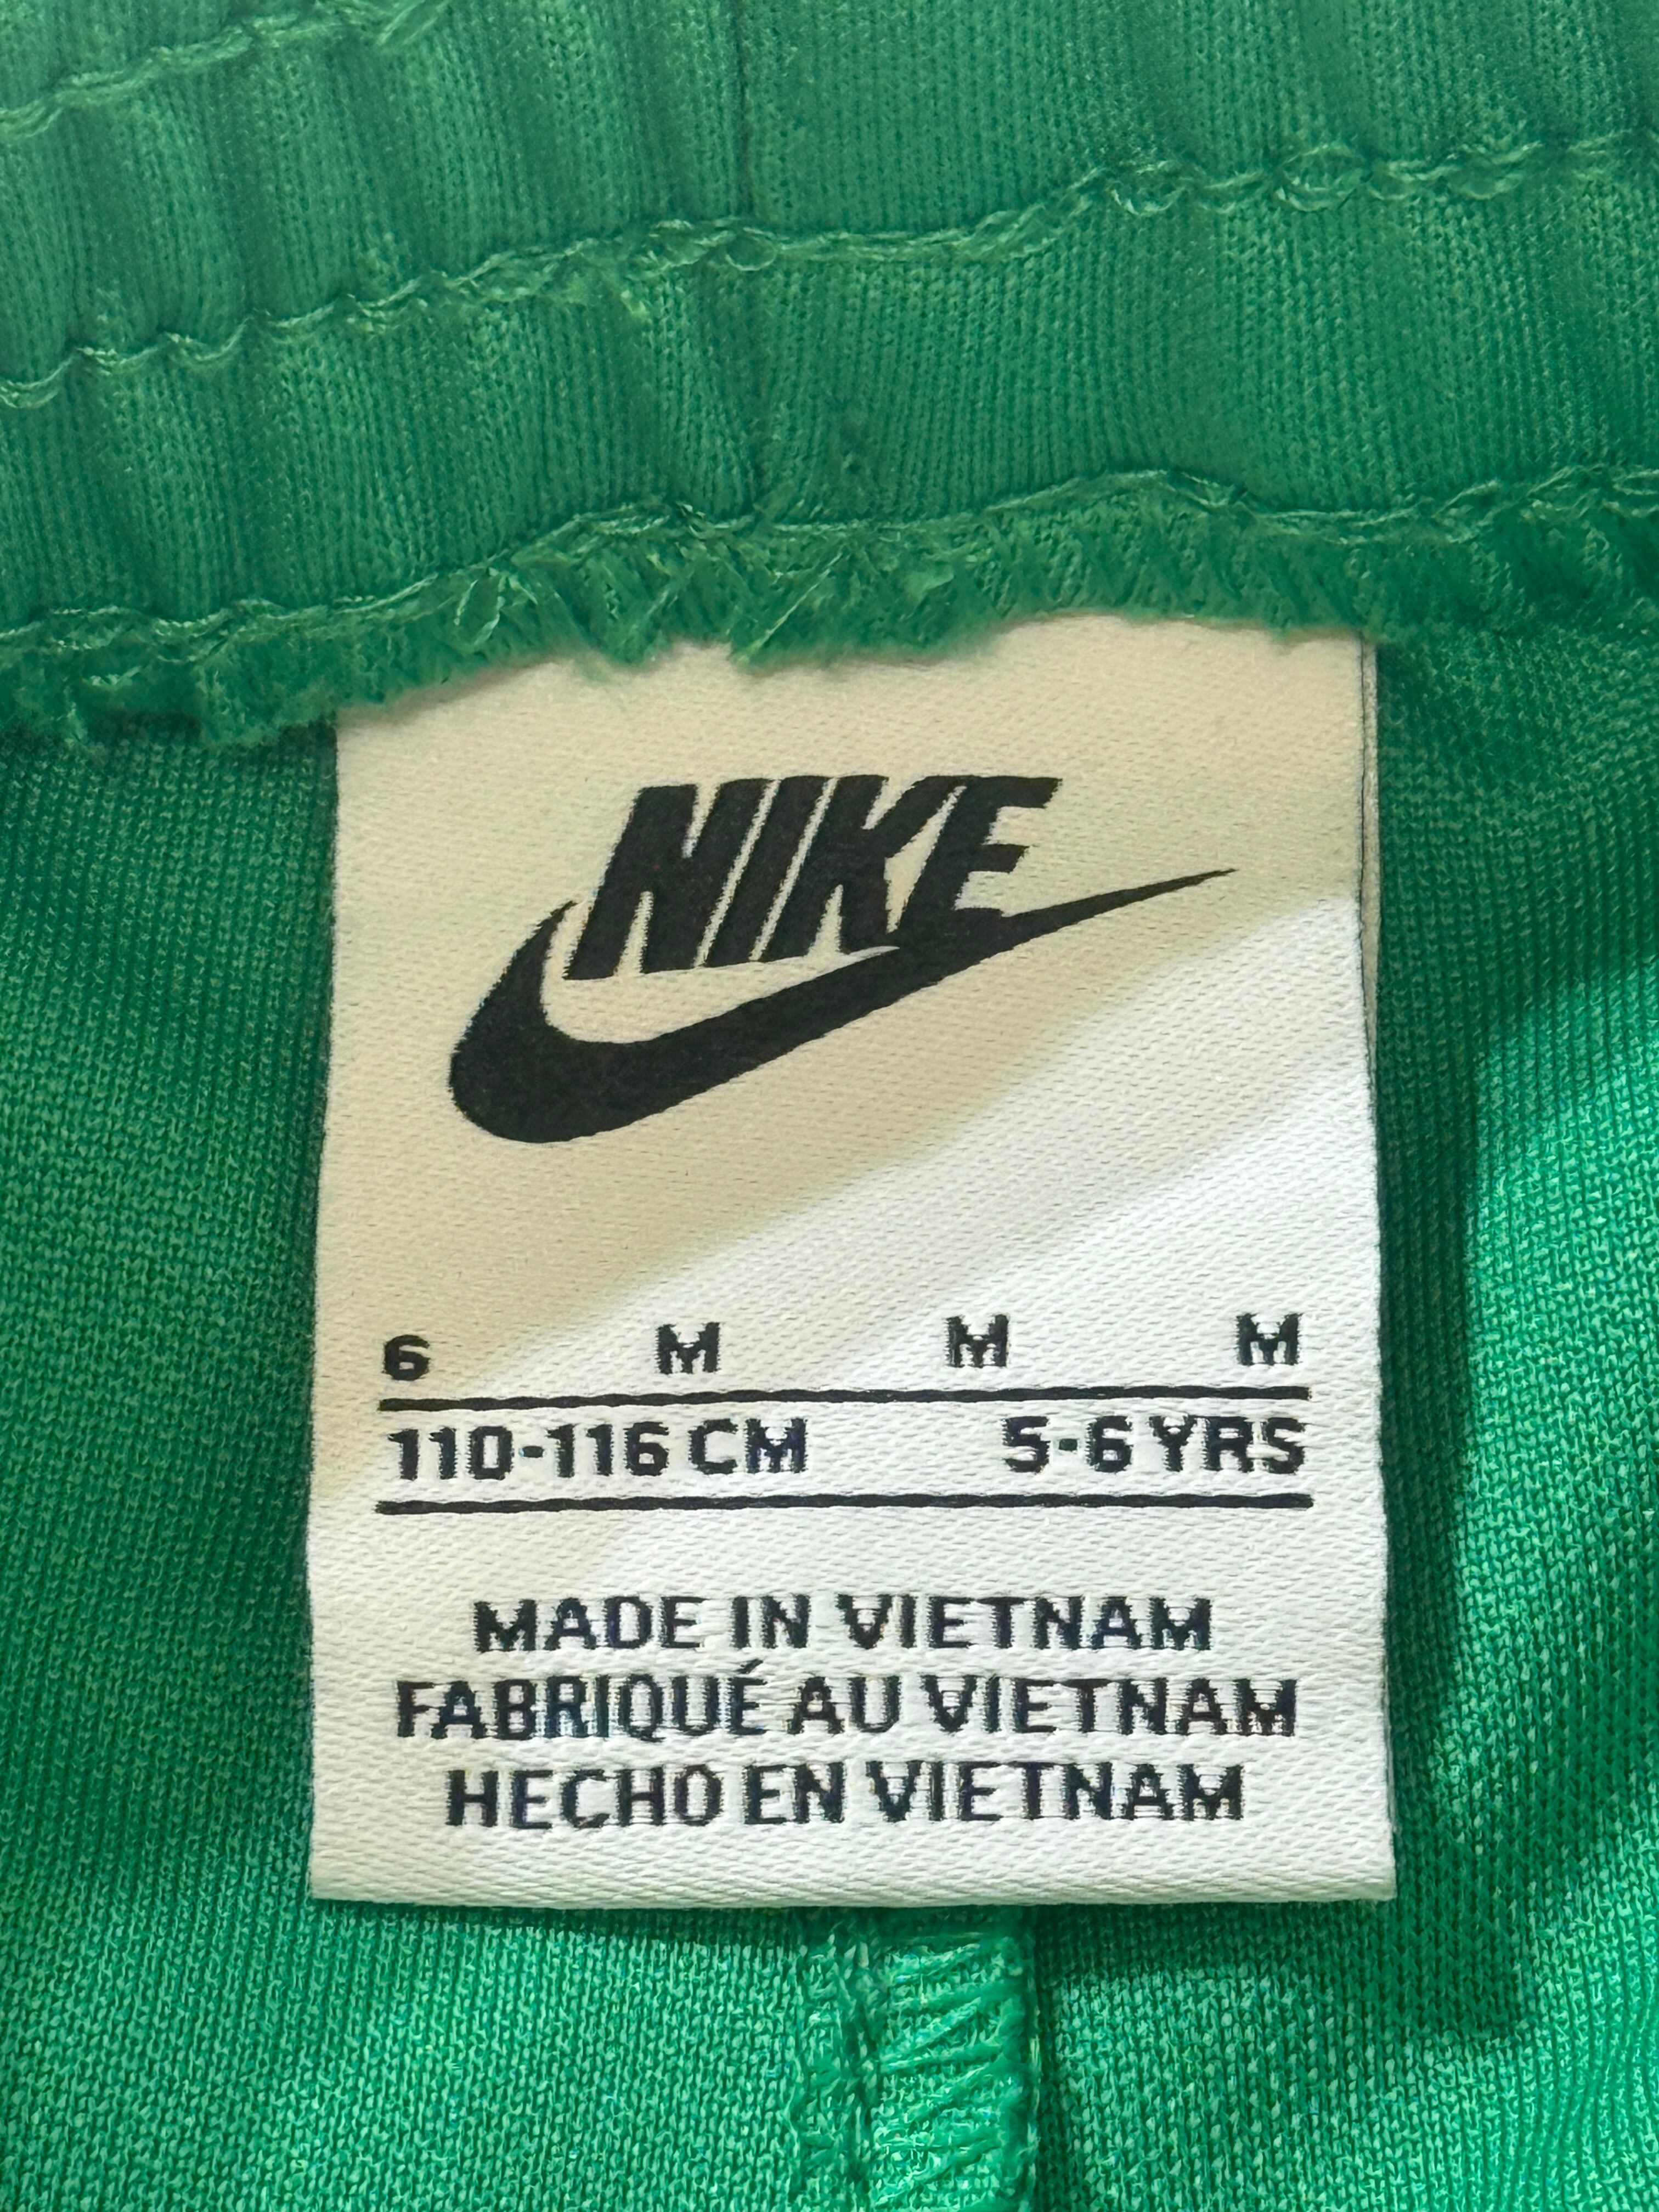 NIKE
6 M M M
110-116 CM 5-6 YRS
MADE IN VIETNAM
FABRIQUÉ AU VIETNAM
HECHO EN VIETNAM